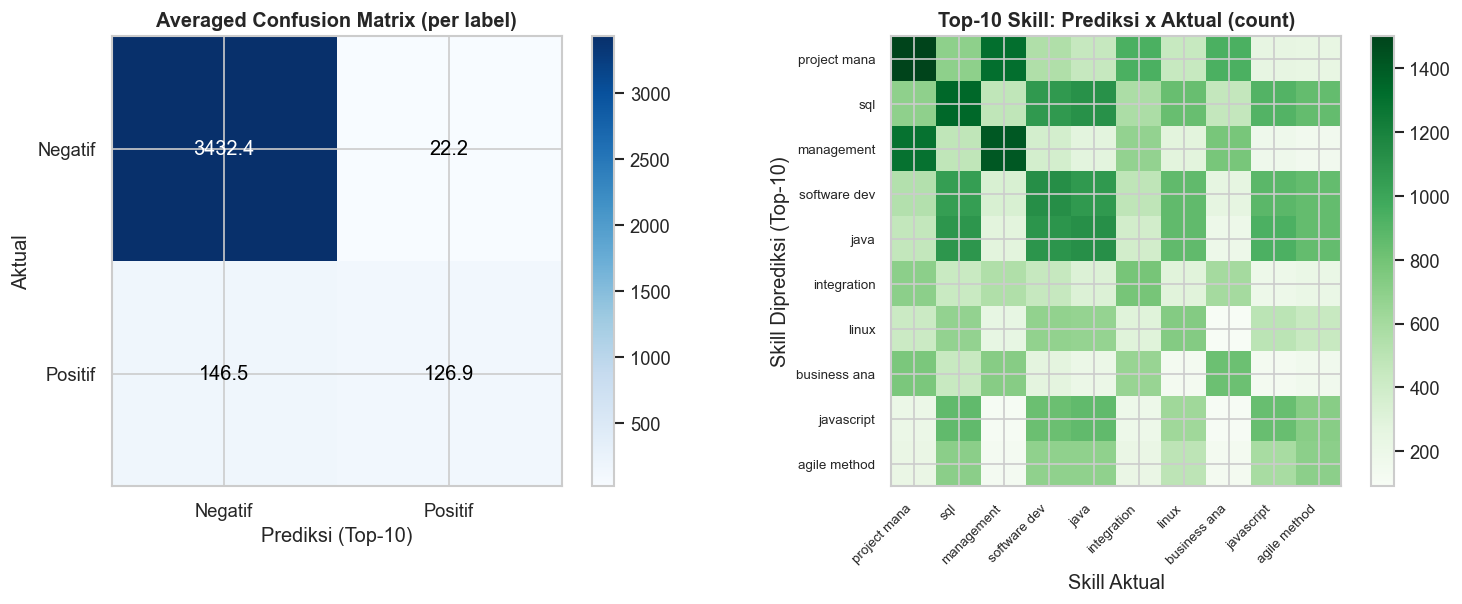 Averaged Confusion Matrix (per label)
Aktual
Negatif
Positif
3432.4
22.2
146.5
126.9
Negatif
Positif
Prediksi (Top-10)
3000
2500
2000
1500
1000
500
Top-10 Skill: Prediksi x Aktual (count)
Skill Diprediksi (Top-10)
project mana
sql
management
software dev
java
integration
linux
business ana
javascript
agile method
project mana
sql
management
software dev
java
integration
linux
business ana
javascript
agile method
Skill Aktual
1400
1200
1000
800
600
400
200